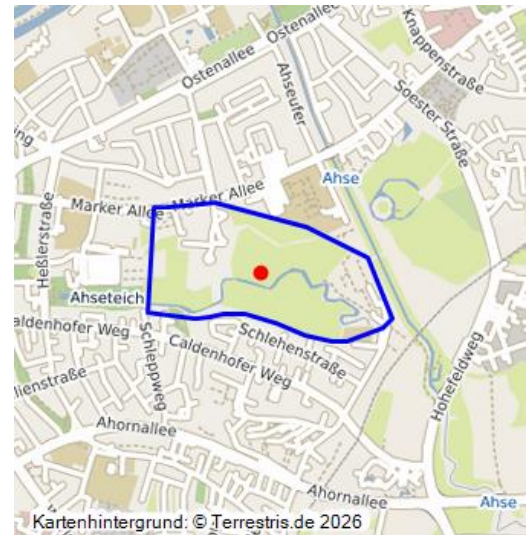 Ostenallee
Knappenstraße
Ostenallee
Ahseufer
Soester Straße
Ahse
Marker Allee
Marker Allee
Heßlerstraße
Ahseteich
Caldenhofer Weg
Schleppweg
Schlehenstraße
Caldenhofer Weg
Hohefeldweg
Ahornallee
Ahornallee
Ahse
Kartenhintergrund: © Terrestris.de 2026